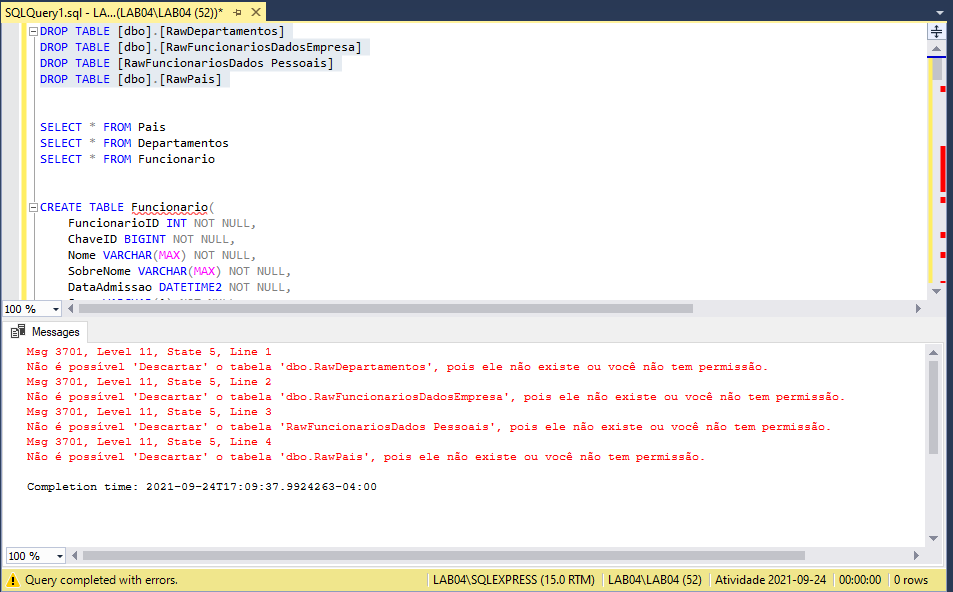 SQLQuery1.sql - LA...(LAB04\LAB04 (52))*
DROP TABLE [dbo].[RawDepartamentos]
DROP TABLE [dbo].[RawFuncionariosDadosEmpresa]
DROP TABLE [RawFuncionariosDados Pessoais]
DROP TABLE [dbo].[RawPais]
SELECT * FROM Pais
SELECT * FROM Departamentos
SELECT * FROM Funcionario
CREATE TABLE Funcionario(
FuncionarioID INT NOT NULL,
ChaveID BIGINT NOT NULL,
Nome VARCHAR(MAX) NOT NULL,
SobreNome VARCHAR(MAX) NOT NULL,
DataAdmissao DATETIME2 NOT NULL,
100 %
Messages
Msg 3701, Level 11, State 5, Line 1
Não é possível 'Descartar' o tabela 'dbo.RawDepartamentos', pois ele não existe ou você não tem permissão.
Msg 3701, Level 11, State 5, Line 2
Não é possível 'Descartar' o tabela 'dbo.RawFuncionariosDadosEmpresa', pois ele não existe ou você não tem permissão.
Msg 3701, Level 11, State 5, Line 3
Não é possível 'Descartar' o tabela 'RawFuncionariosDados Pessoais', pois ele não existe ou você não tem permissão.
Msg 3701, Level 11, State 5, Line 4
Não é possível 'Descartar' o tabela 'dbo.RawPais', pois ele não existe ou você não tem permissão.
Completion time: 2021-09-24T17:09:37.9924263-04:00
100 %
Query completed with errors. LAB04\SQLEXPRESS (15.0 RTM) LAB04\LAB04 (52) Atividade 2021-09-24 00:00:00 0 rows